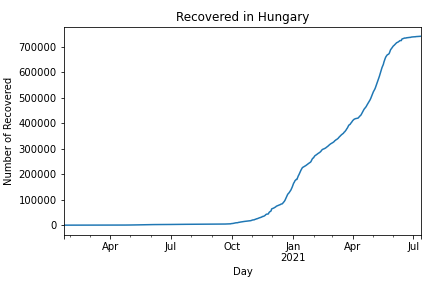 Recovered in Hungary
Number of Recovered
700000
600000
500000
400000
300000
200000
100000
0
Apr
Jul
Oct
Jan
2021
Apr
Jul
Day